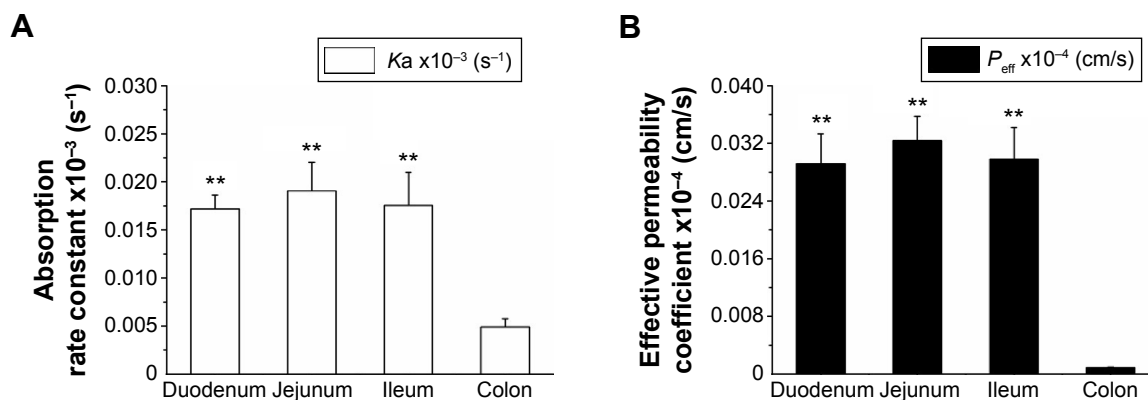 A
Ka x10⁻³ (s⁻¹)
Absorption
rate constant x10⁻³ (s⁻¹)
0.030
0.025
0.020
0.015
0.010
0.005
0
**
**
**
Duodenum Jejunum Ileum Colon
B
P_eff x10⁻⁴ (cm/s)
Effective permeability
coefficient x10⁻⁴ (cm/s)
0.040
0.032
0.024
0.016
0.008
0
**
**
**
Duodenum Jejunum Ileum Colon